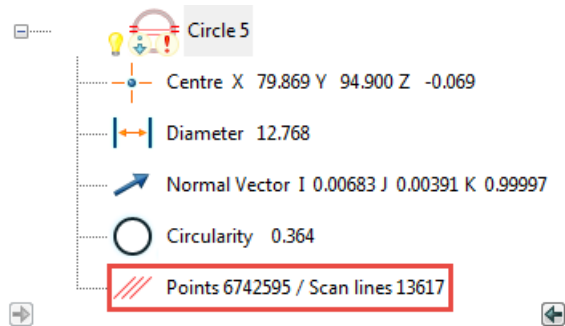 Circle 5
Centre X 79.869 Y 94.900 Z -0.069
Diameter 12.768
Normal Vector I 0.00683 J 0.00391 K 0.99997
Circularity 0.364
Points 6742595 / Scan lines 13617